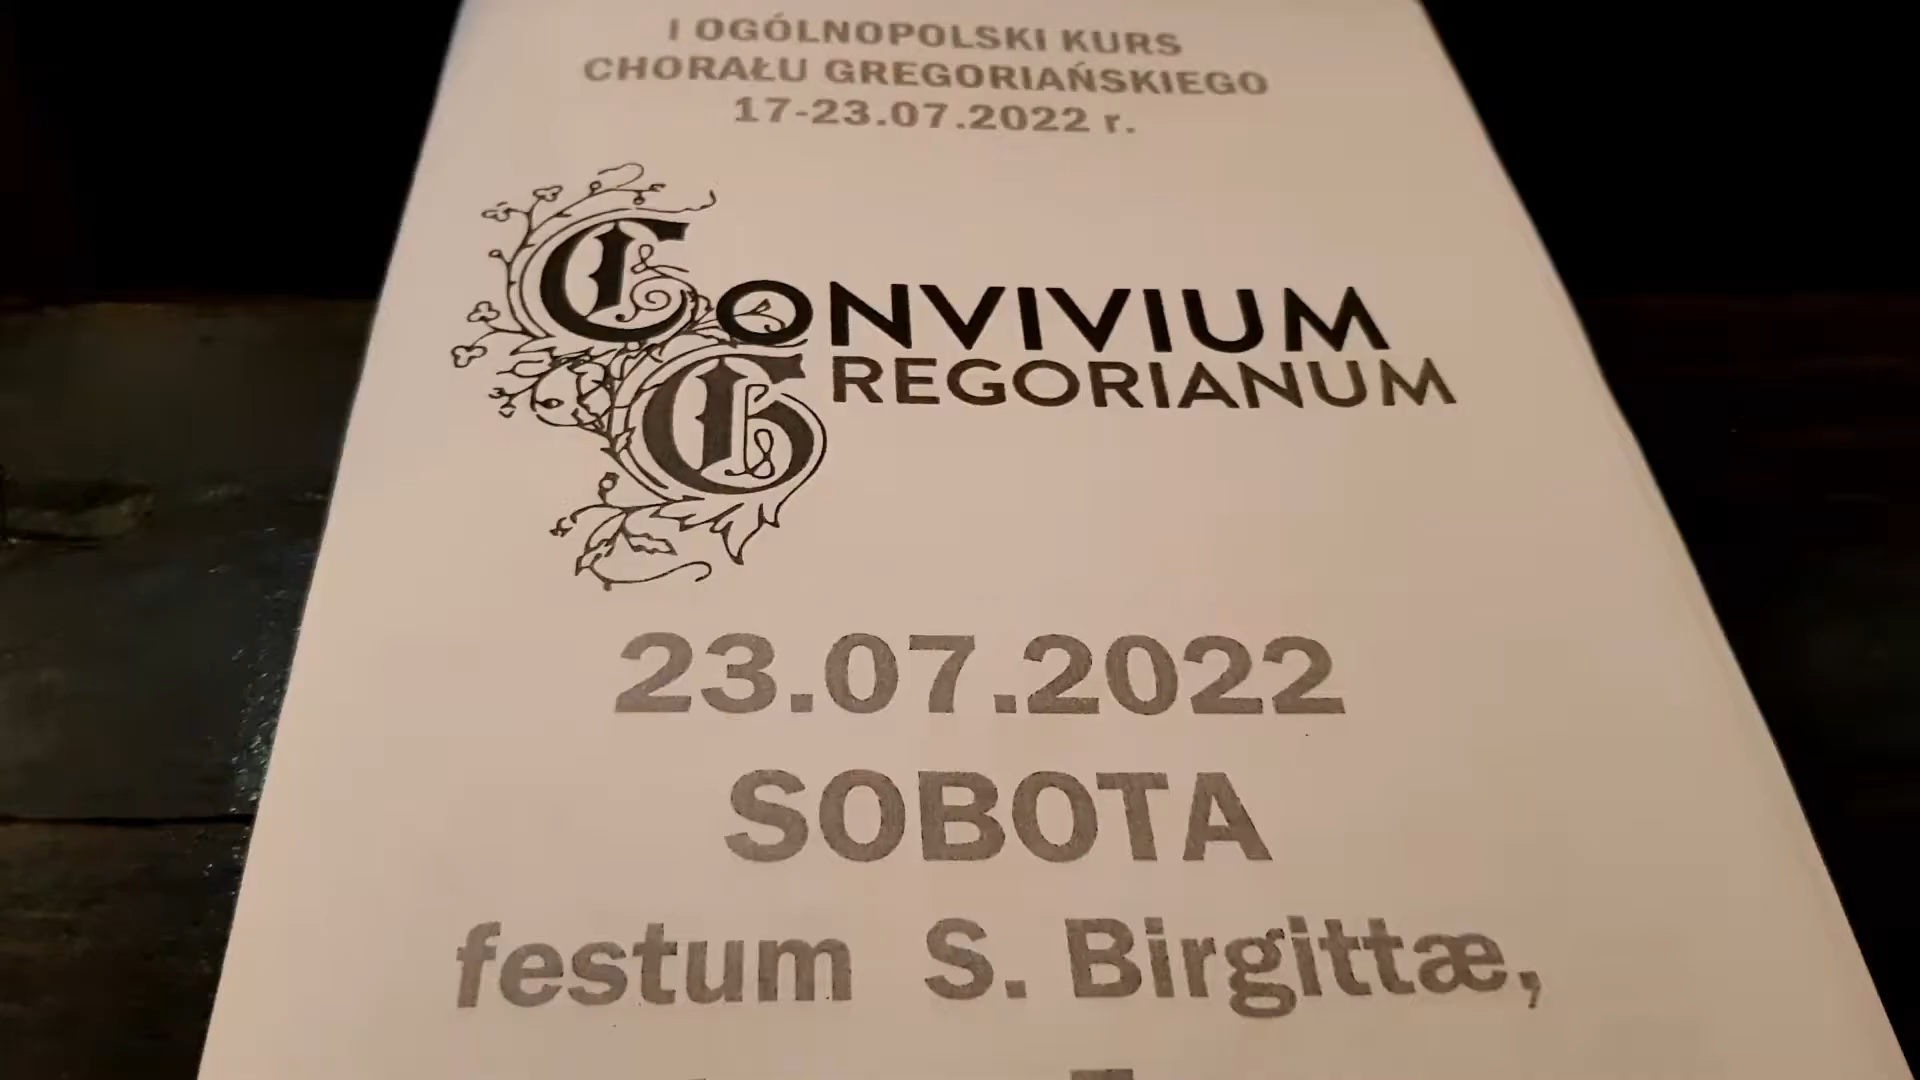 I OGÓLNOPOLSKI KURS
CHORAŁU GREGORIAŃSKIEGO
17-23.07.2022 r.
CONVIVIUM
GREGORIANUM
23.07.2022
SOBOTA
festum S. Birgittæ,